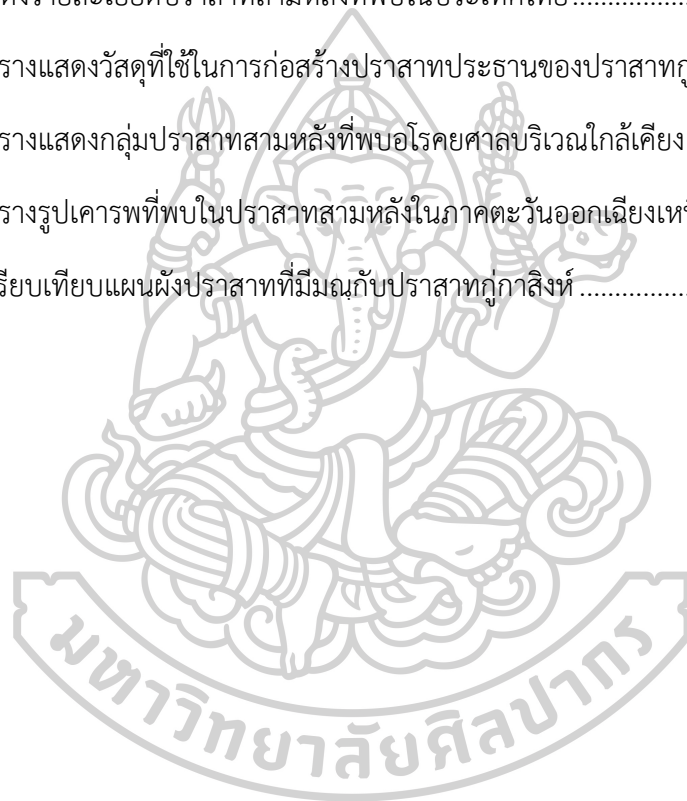 รางแสดงวัสดุที่ใช้ในการก่อสร้างปราสาทประธานของปราสาทกู่
รางแสดงกลุ่มปราสาทสามหลังที่พบอโรคยศาลบริเวณใกล้เคียง
รางรูปเคารพที่พบในปราสาทสามหลังในภาคตะวันออกเฉียงเหนื
รียบเทียบแผนผังปราสาทที่มีมณกับปราสาทกู่กาสิงห์ ................
มหาวิทยาลัยศิลปากร